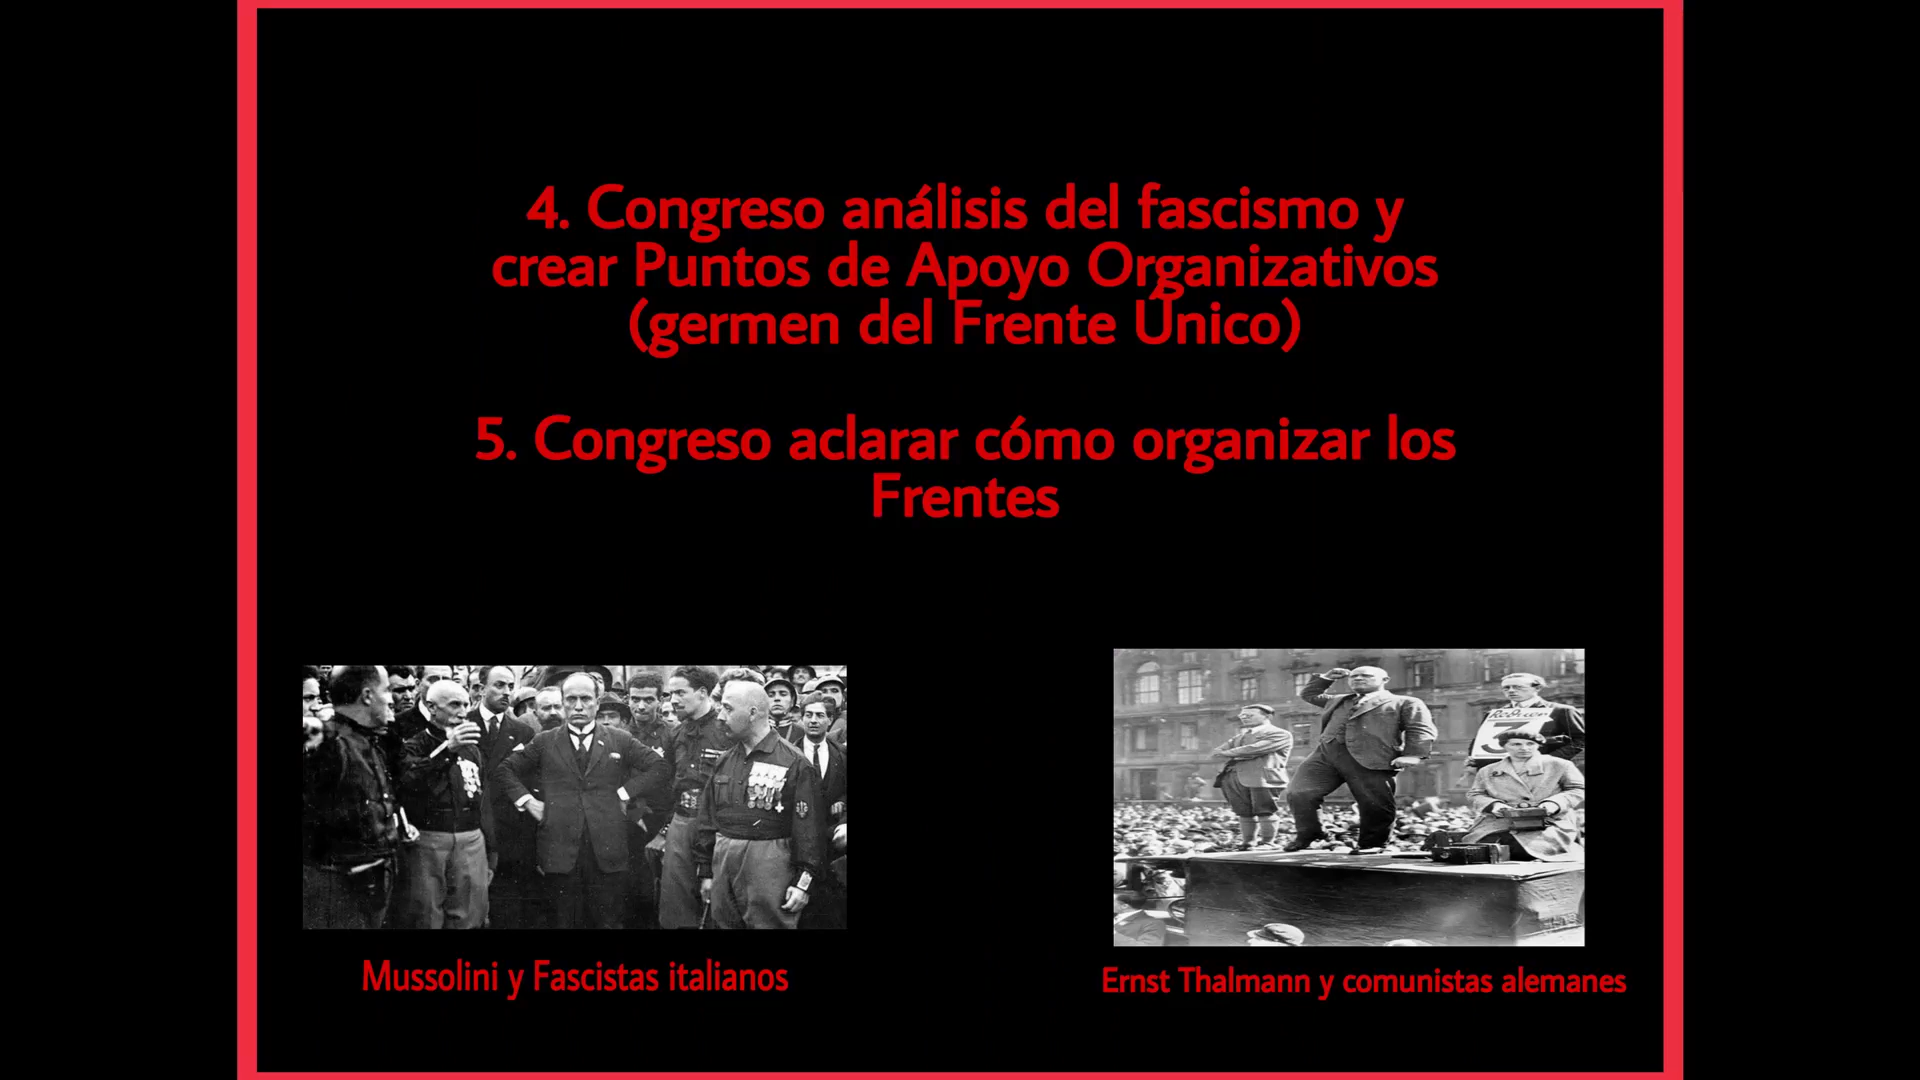 4. Congreso análisis del fascismo y
crear Puntos de Apoyo Organizativos
(germen del Frente Único)
5. Congreso aclarar cómo organizar los
Frentes
Mussolini y Fascistas italianos
Ernst Thalmann y comunistas alemanes